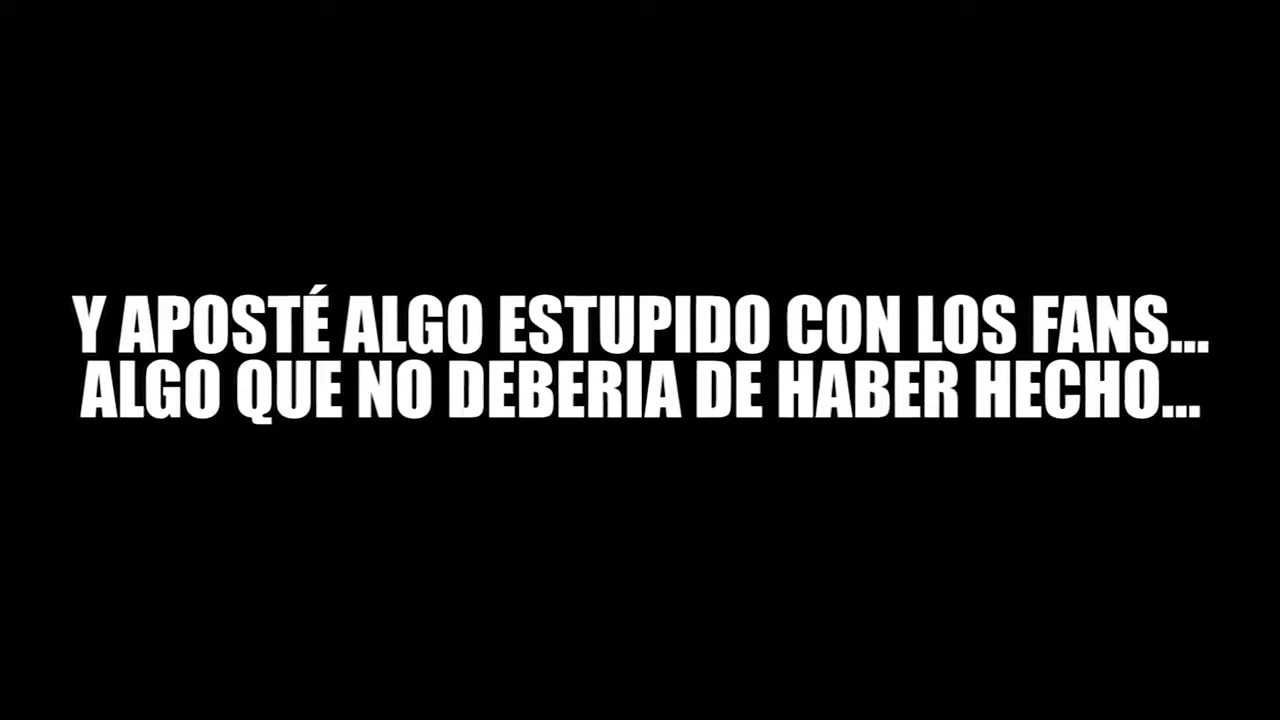 Y APOSTÉ ALGO ESTUPIDO CON LOS FANS...
ALGO QUE NO DEBERIA DE HABER HECHO...